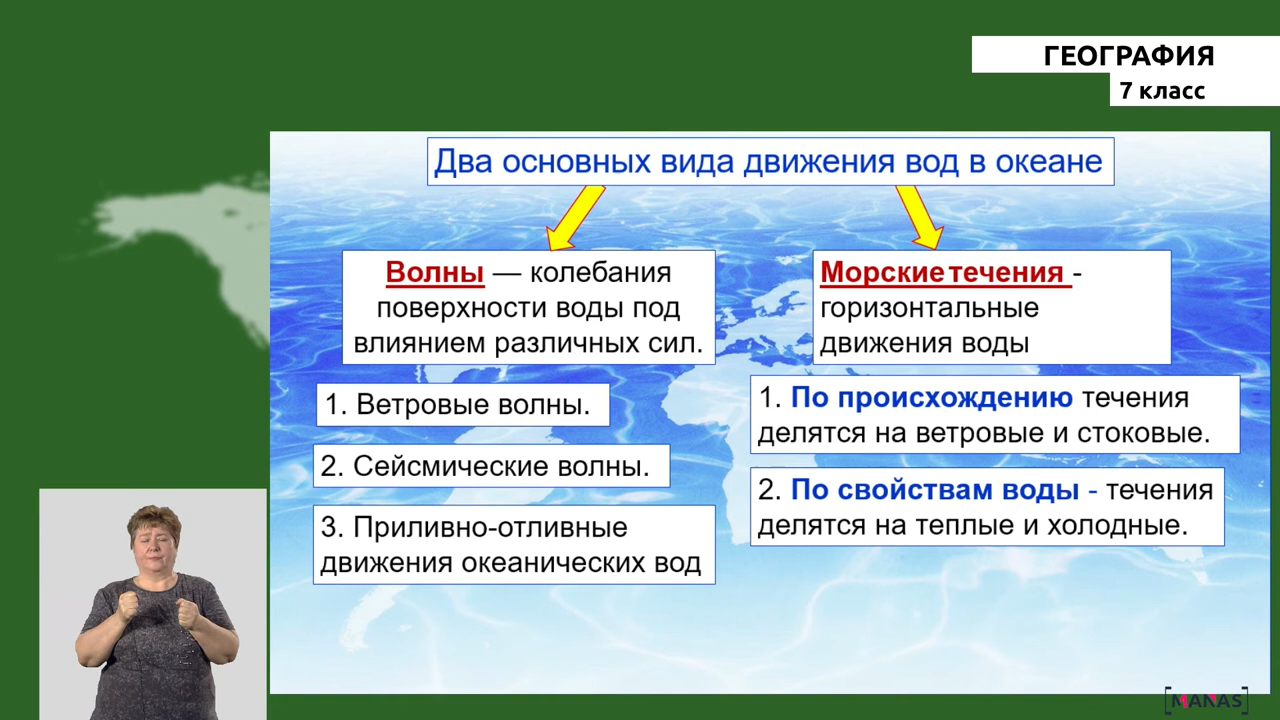 ГЕОГРАФИЯ
7 класс
Два основных вида движения вод в океане
Волны — колебания
поверхности воды под
влиянием различных сил.
1. Ветровые волны.
2. Сейсмические волны.
3. Приливно-отливные
движения океанических вод
Морские течения -
горизонтальные
движения воды
1. По происхождению течения
делятся на ветровые и стоковые.
2. По свойствам воды - течения
делятся на теплые и холодные.
[MANAS]